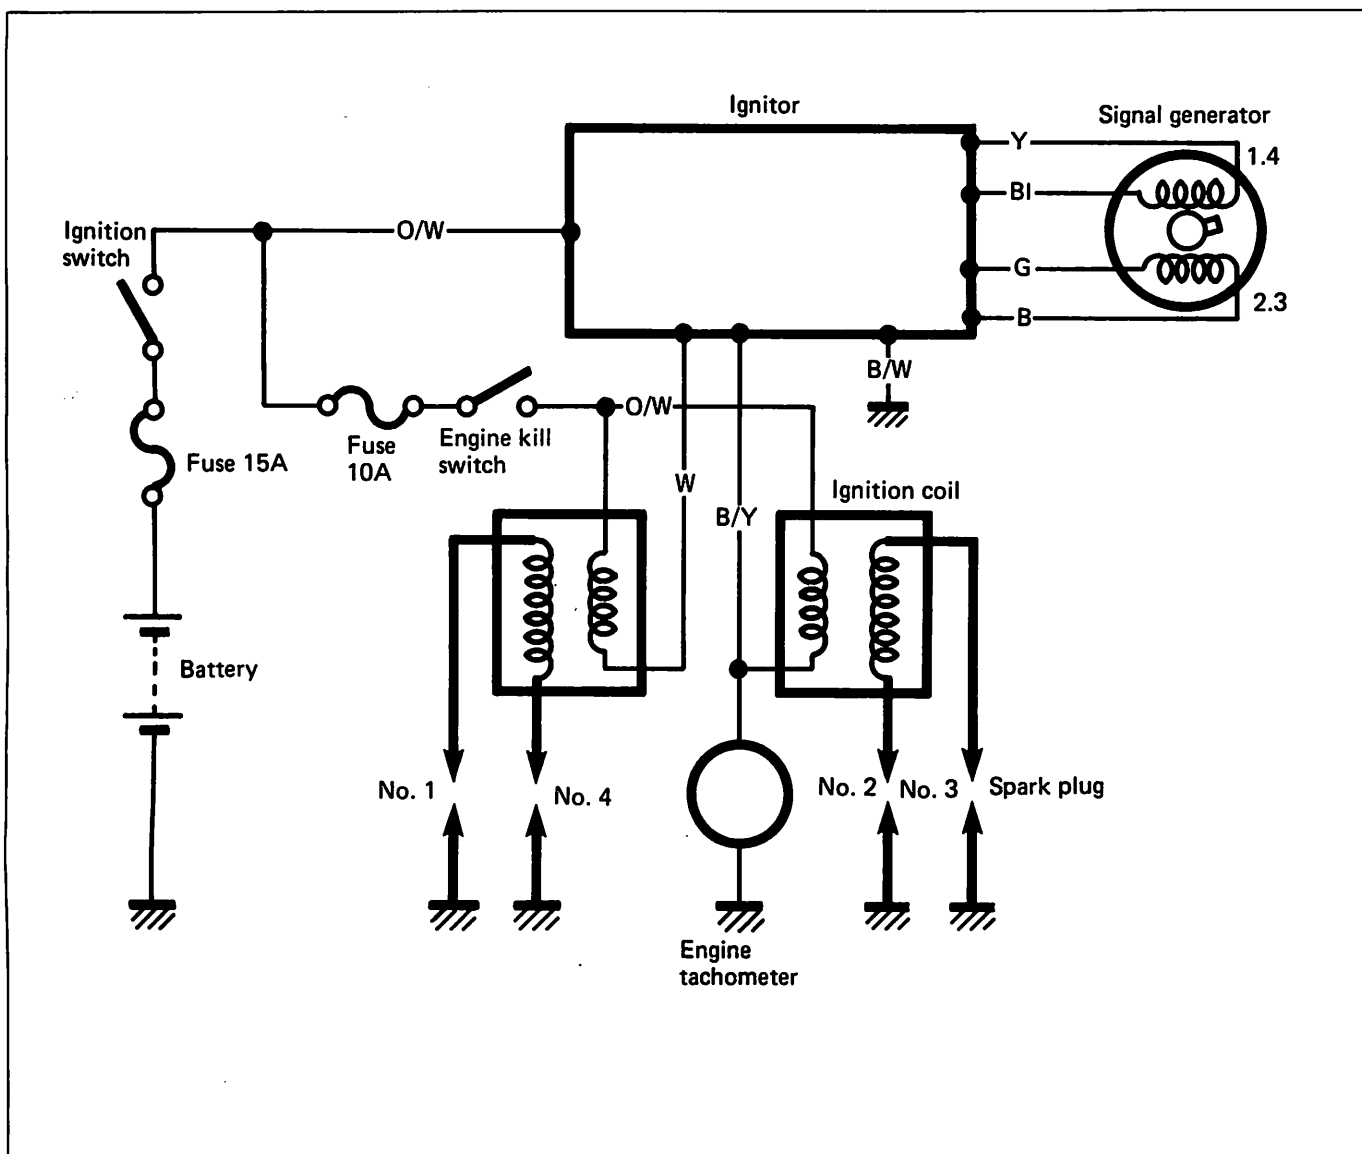 Ignitor
Signal generator
Y
1.4
Bl
Ignition
switch
O/W
G
2.3
B
B/W
O/W
Fuse
10A
Engine kill
switch
Fuse 15A
W
Ignition coil
B/Y
Battery
No. 1
No. 4
No. 2
No. 3
Spark plug
Engine
tachometer